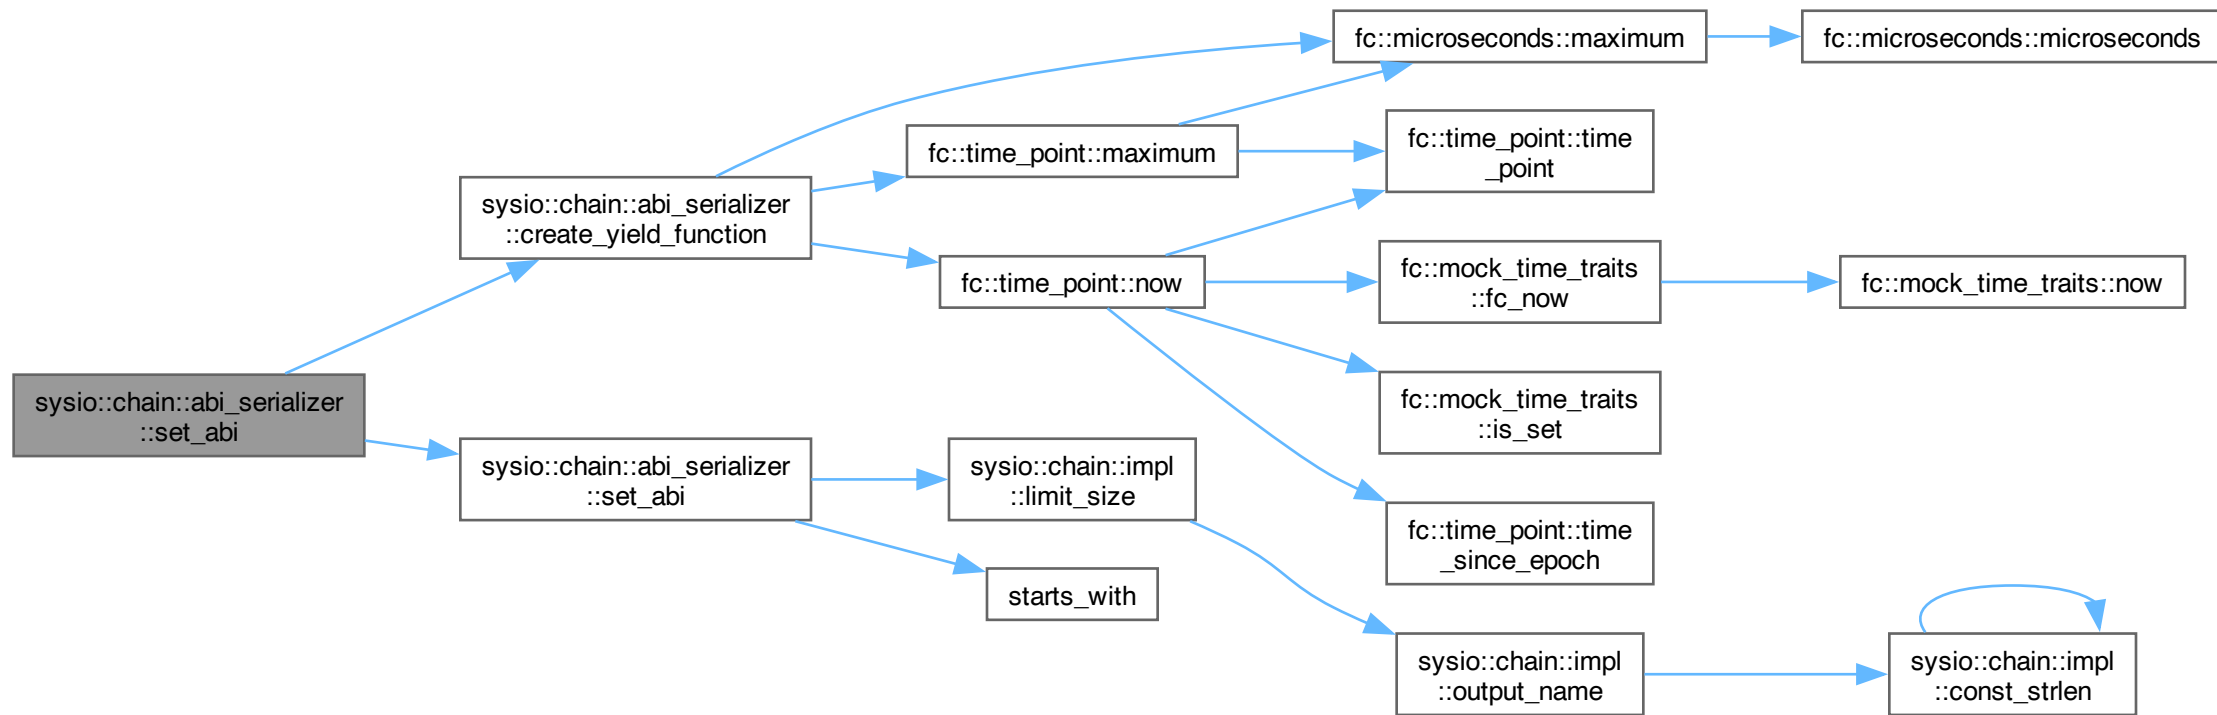 sysio::chain::abi_serializer
::set_abi
sysio::chain::abi_serializer
::create_yield_function
fc::microseconds::maximum
fc::microseconds::microseconds
fc::time_point::maximum
fc::time_point::time
_point
fc::time_point::now
fc::mock_time_traits
::fc_now
fc::mock_time_traits::now
fc::mock_time_traits
::is_set
fc::time_point::time
_since_epoch
sysio::chain::abi_serializer
::set_abi
sysio::chain::impl
::limit_size
starts_with
sysio::chain::impl
::output_name
sysio::chain::impl
::const_strlen